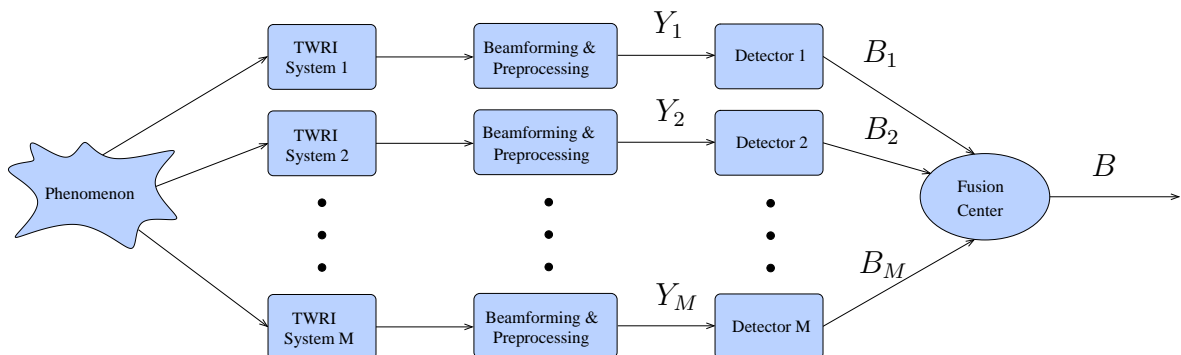 TWRI
System 1
Beamforming &
Preprocessing
Y1
Detector 1
B1
TWRI
System 2
Beamforming &
Preprocessing
Y2
Detector 2
B2
Phenomenon
Fusion
Center
B
TWRI
System M
Beamforming &
Preprocessing
YM
Detector M
BM